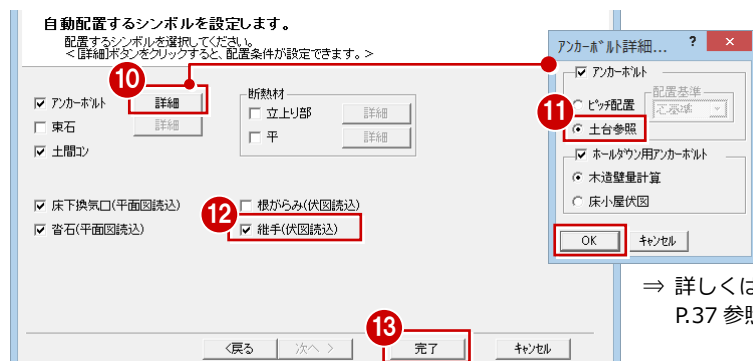 自動配置するシンボルを設定します。
配置するシンボルを選択してください。
<[詳細]ボタンをクリックすると、配置条件が設定できます。>
10
アンカーボルト 詳細
束石 詳細
土間コン
断熱材
立上り部 詳細
平 詳細
床下換気口(平面図読込)
沓石(平面図読込)
12
根がらみ(伏図読込)
継手(伏図読込)
13
<戻る 次へ > 完了 キャンセル
アンカーボルト詳細... ? ×
アンカーボルト
11
ピッチ配置
配置基準
芯基準
土台参照
ホールダウン用アンカーボルト
木造壁量計算
床小屋伏図
OK キャンセル
⇒ 詳しくは
P.37 参照